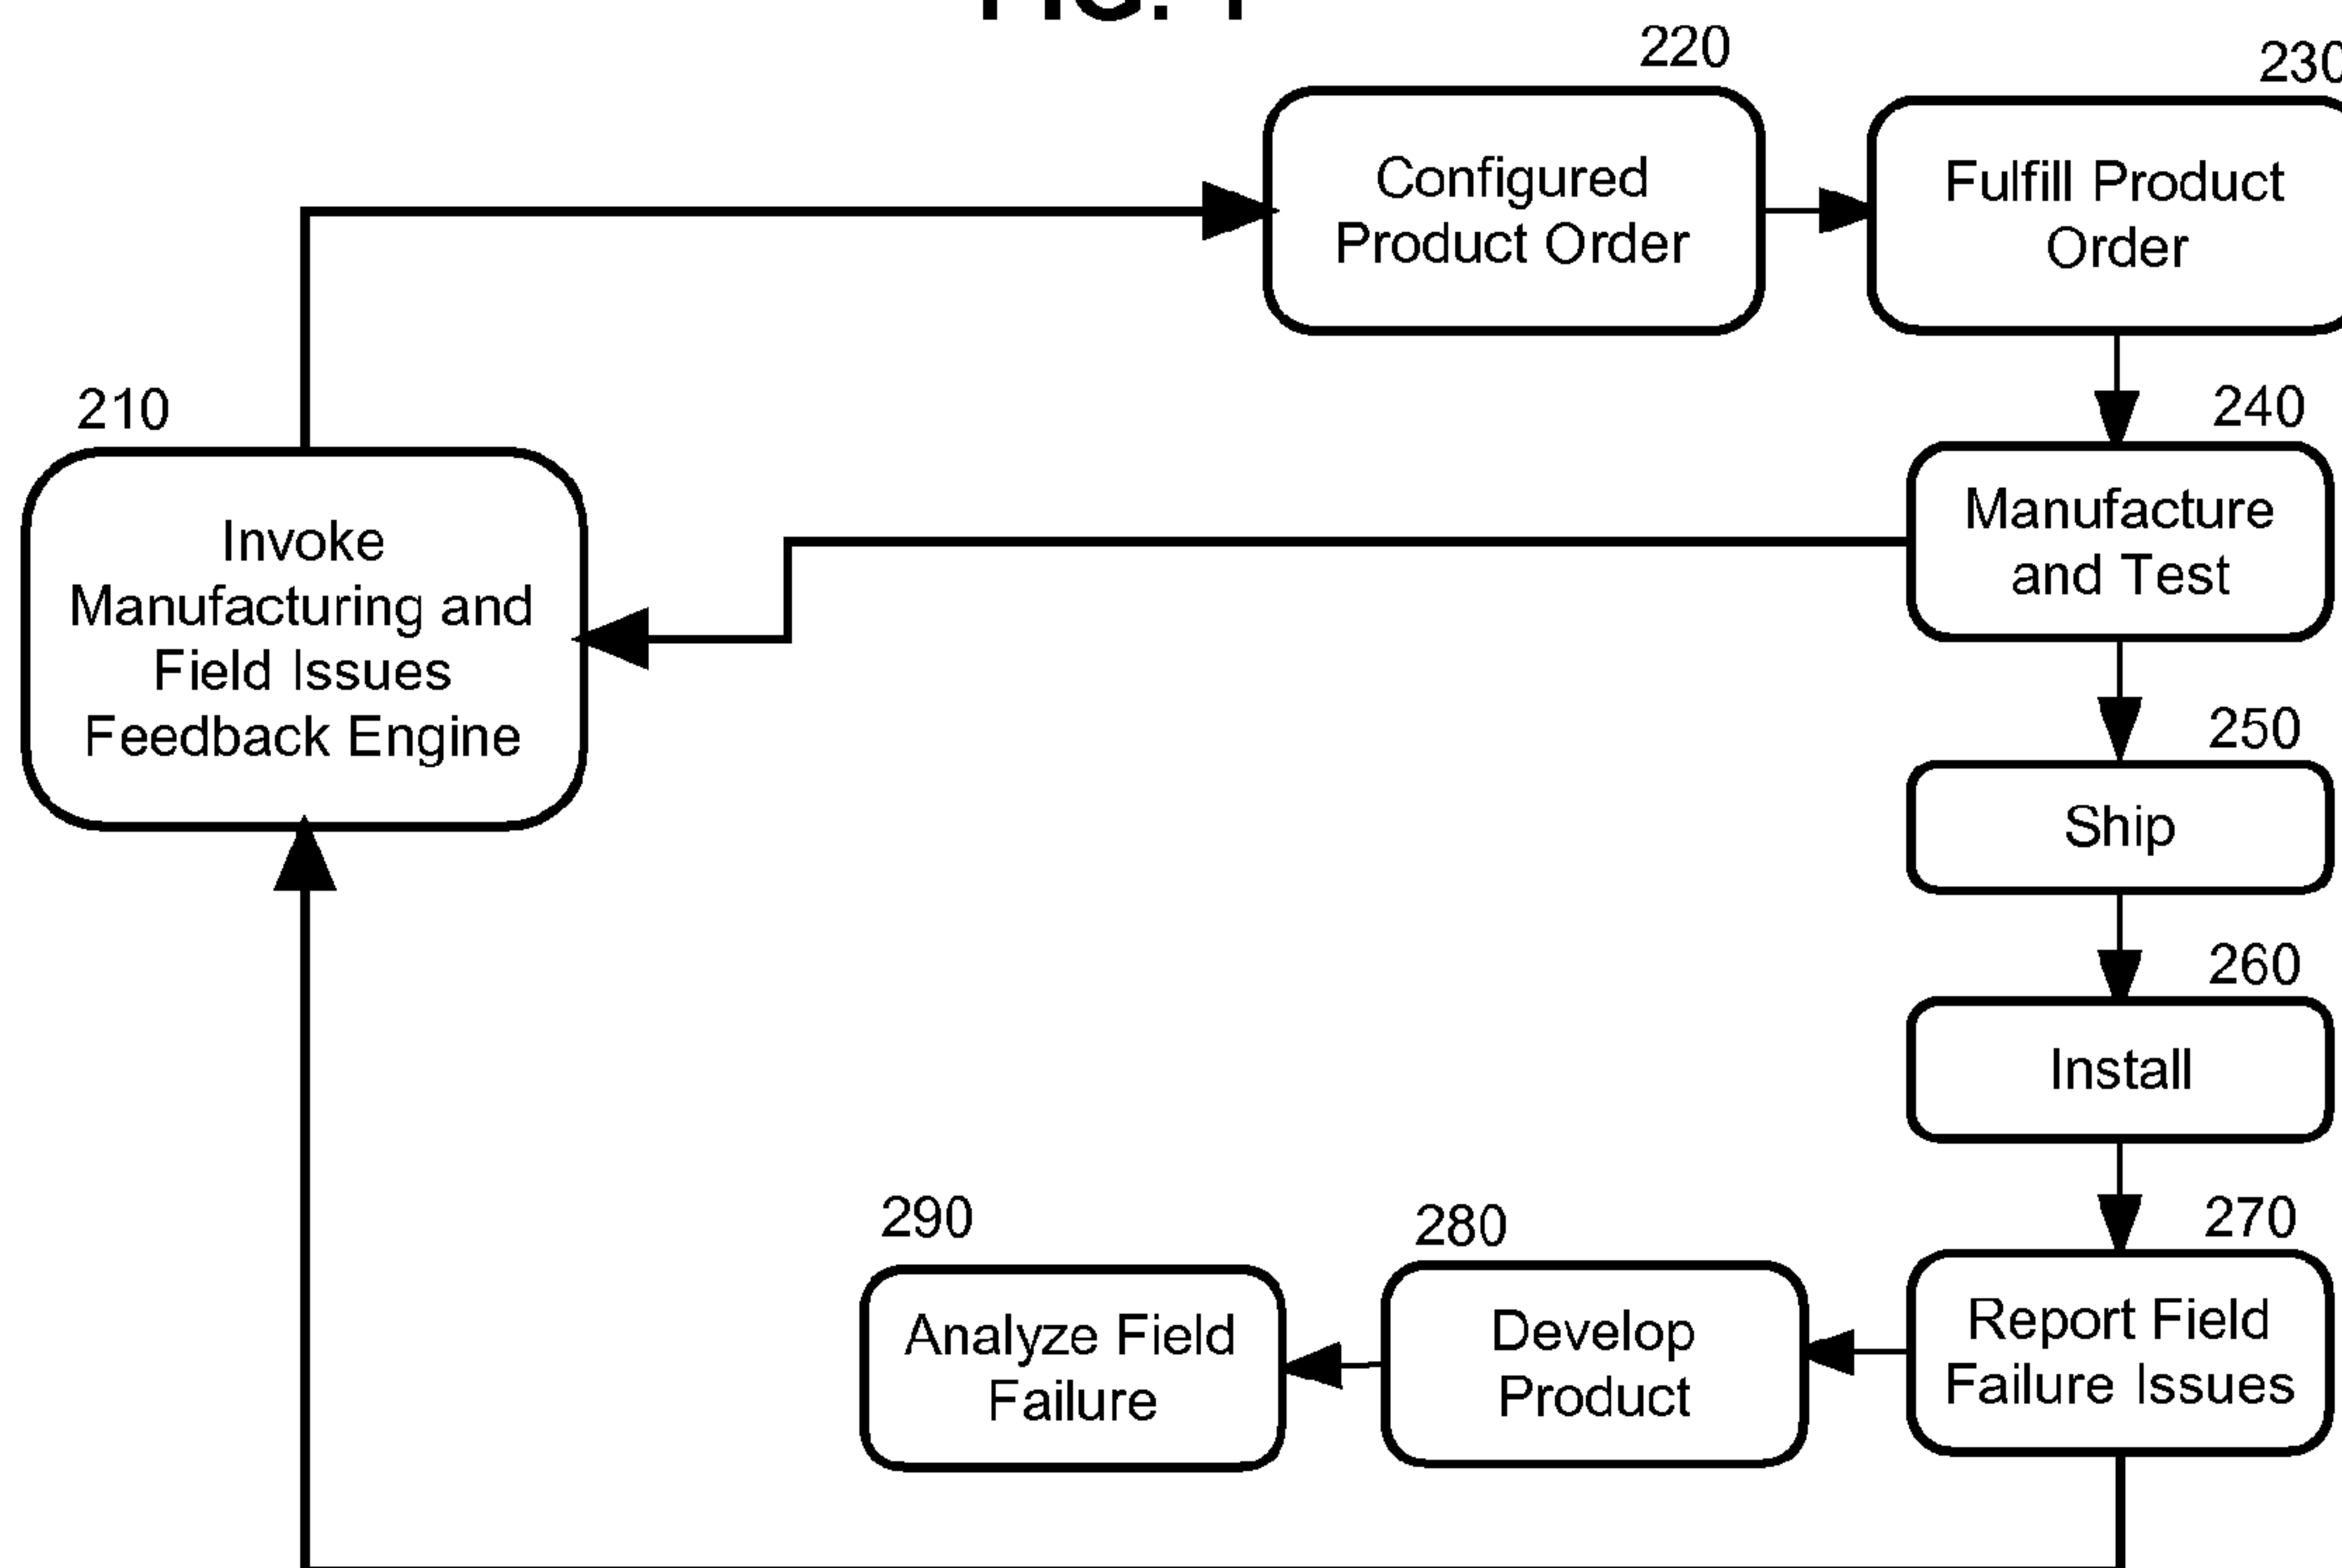 220
230
Configured
Product Order
Fulfill Product
Order
210
240
Invoke
Manufacturing and
Field Issues
Feedback Engine
Manufacture
and Test
250
Ship
260
Install
290
280
270
Analyze Field
Failure
Develop
Product
Report Field
Failure Issues